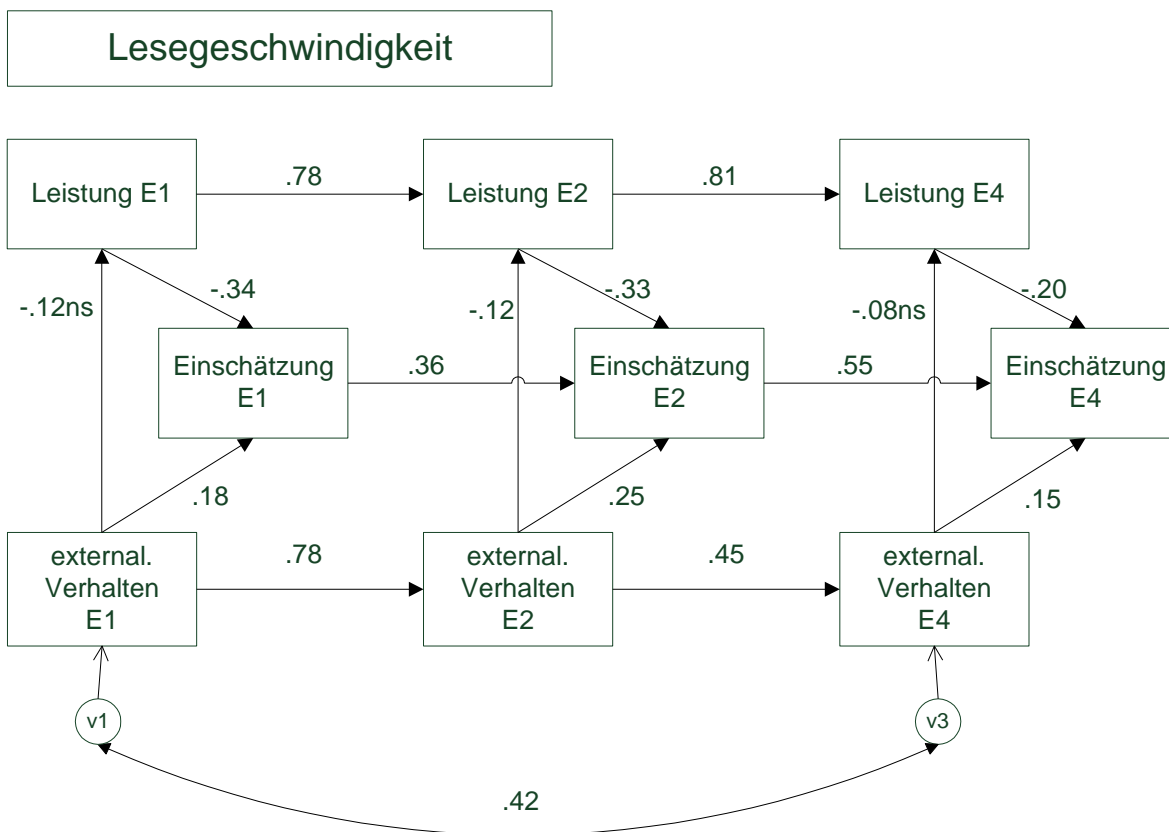 Lesegeschwindigkeit
Leistung E1
.78
Leistung E2
.81
Leistung E4
-.12ns
-.34
-.12
-.33
-.08ns
-.20
Einschätzung
E1
.36
Einschätzung
E2
.55
Einschätzung
E4
.18
.25
.15
external.
Verhalten
E1
.78
external.
Verhalten
E2
.45
external.
Verhalten
E4
v1
v3
.42